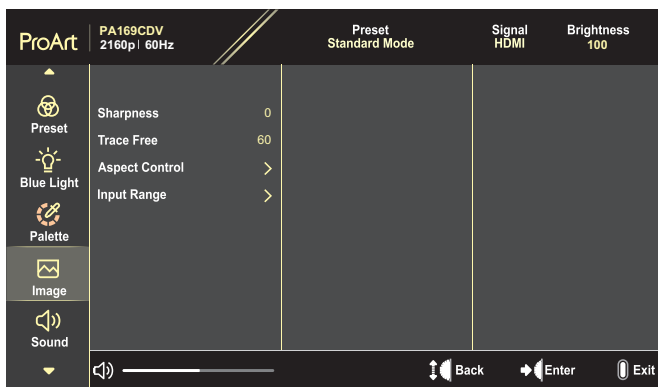 ProArt
PA169CDV
2160p| 60Hz
Preset
Standard Mode
Signal
HDMI
Brightness
100
Preset
Blue Light
Palette
Image
Sound
Sharpness 0
Trace Free 60
Aspect Control
Input Range
Back
Enter
Exit